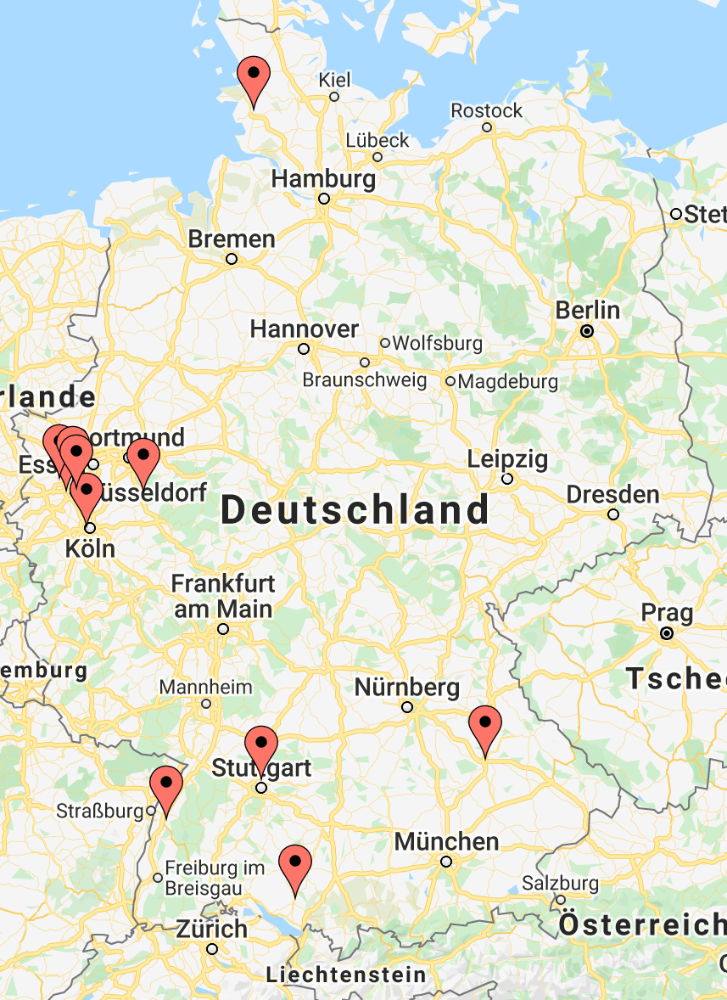 Kiel
Rostock
Lübeck
Hamburg
Stet
Bremen
Berlin
Hannover
Wolfsburg
Braunschweig
Magdeburg
rlande
ortmund
Ess
Leipzig
üsseldorf
Dresden
Deutschland
Köln
Frankfurt
am Main
Prag
emburg
Tsche
Mannheim
Nürnberg
Stuttgart
Straßburg
München
Freiburg im
Breisgau
Salzburg
Österreich
Zürich
Liechtenstein